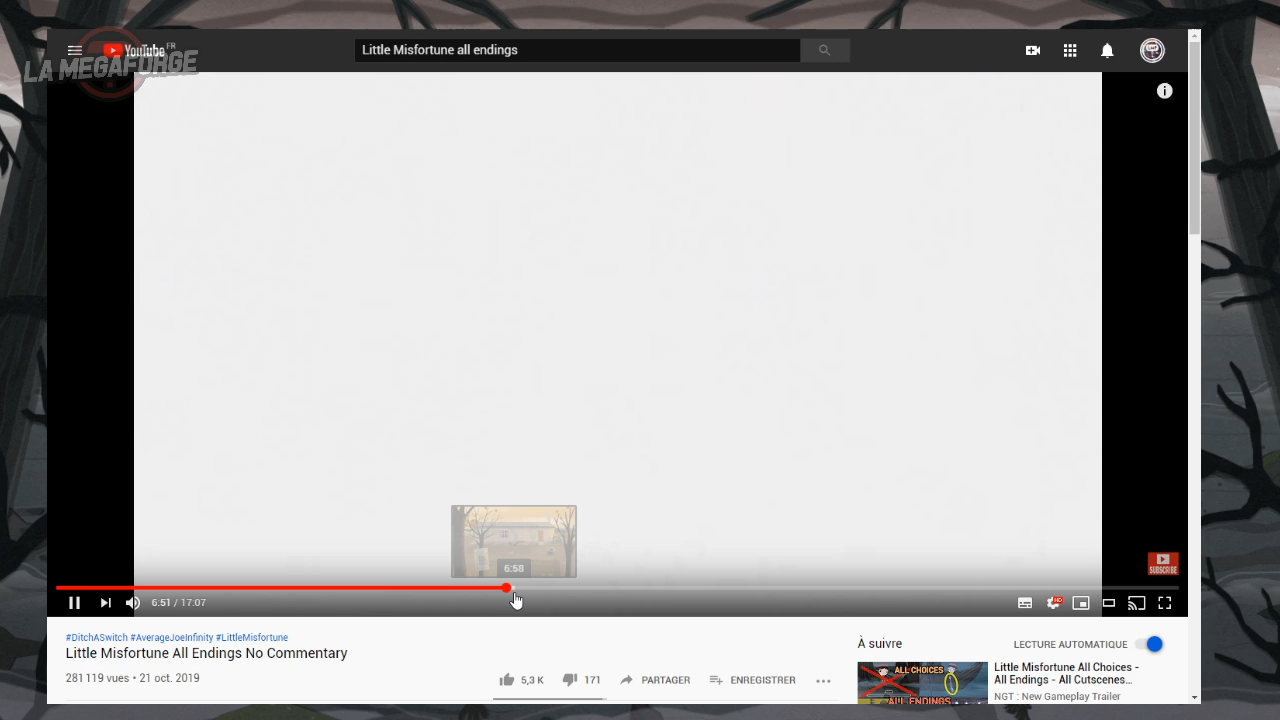 YouTube FR
Little Misfortune all endings
LA MEGAFORGE
6:58
SUBSCRIBE
6:51 / 17:07
HD
#DitchASwitch #AverageJoeInfinity #LittleMisfortune
Little Misfortune All Endings No Commentary
281 119 vues • 21 oct. 2019
5,3 K
171
PARTAGER
ENREGISTRER
À suivre
LECTURE AUTOMATIQUE
ALL CHOICES
ALL ENDINGS
Little Misfortune All Choices -
All Endings - All Cutscenes...
NGT : New Gameplay Trailer